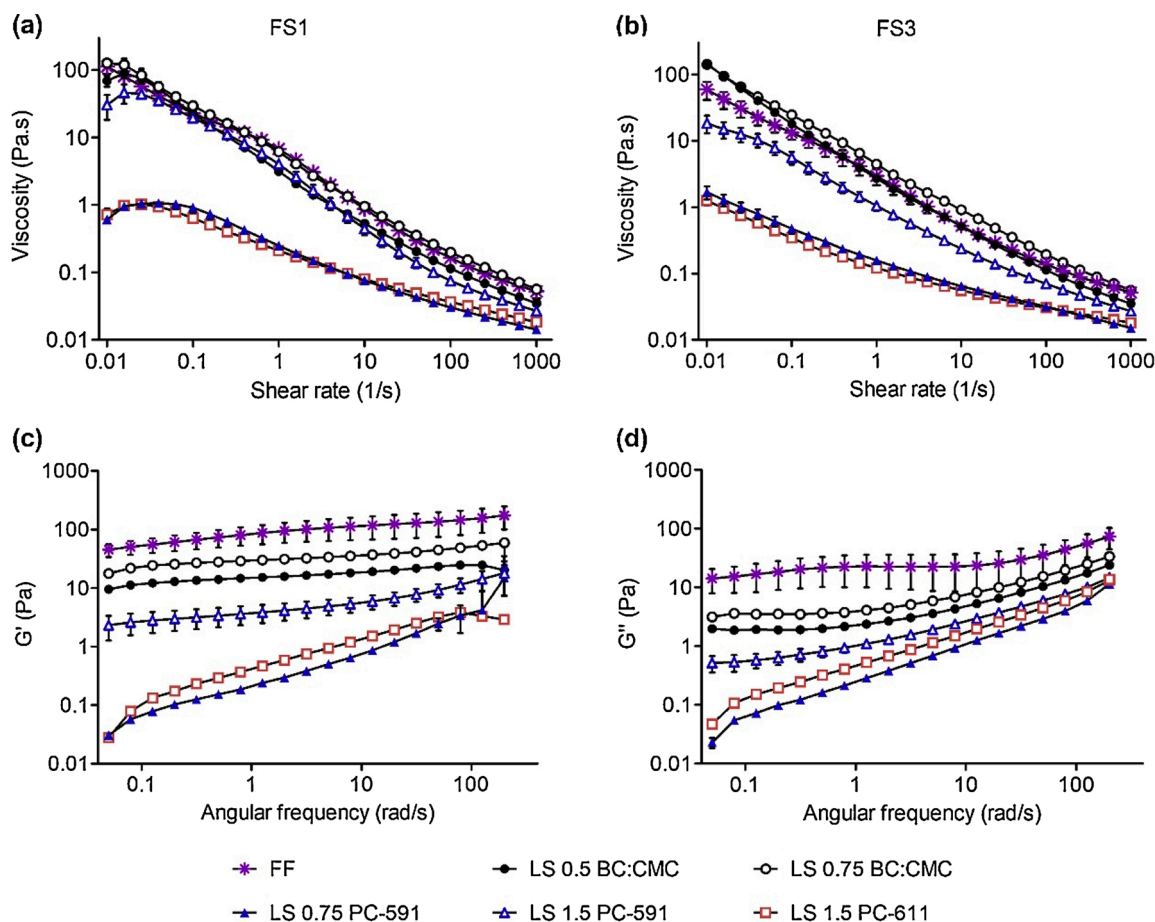 (a)
FS1
Viscosity (Pa.s)
100
10
1
0.1
0.01
0.01
0.1
1
10
100
1000
Shear rate (1/s)
(b)
FS3
Viscosity (Pa.s)
100
10
1
0.1
0.01
0.01
0.1
1
10
100
1000
Shear rate (1/s)
(c)
G' (Pa)
1000
100
10
1
0.1
0.01
0.1
1
10
100
Angular frequency (rad/s)
(d)
G'' (Pa)
1000
100
10
1
0.1
0.01
0.1
1
10
100
Angular frequency (rad/s)
FF
LS 0.5 BC:CMC
LS 0.75 BC:CMC
LS 0.75 PC-591
LS 1.5 PC-591
LS 1.5 PC-611